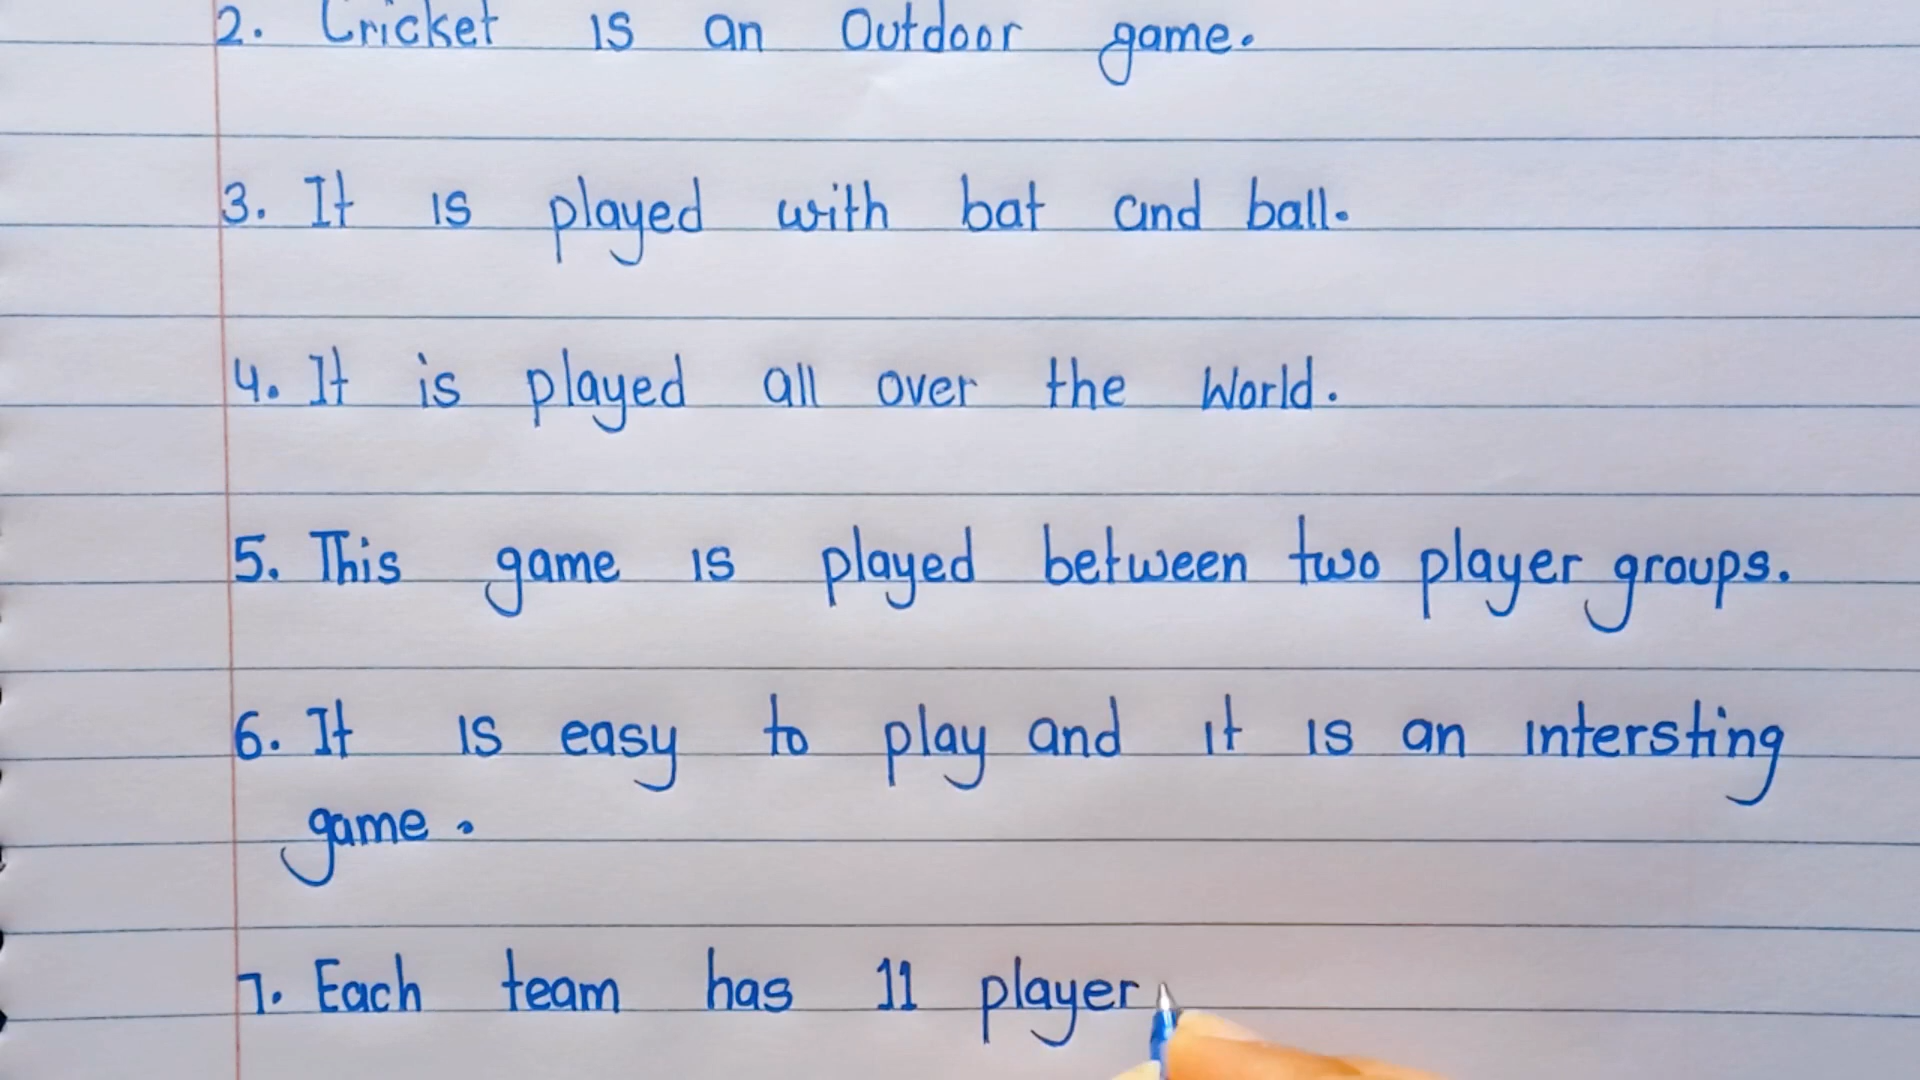 2. Cricket is an Outdoor game.
3. It is played with bat and ball.
4. It is played all over the World.
5. This game is played between two player groups.
6. It is easy to play and it is an intersting
game.
7. Each team has 11 player